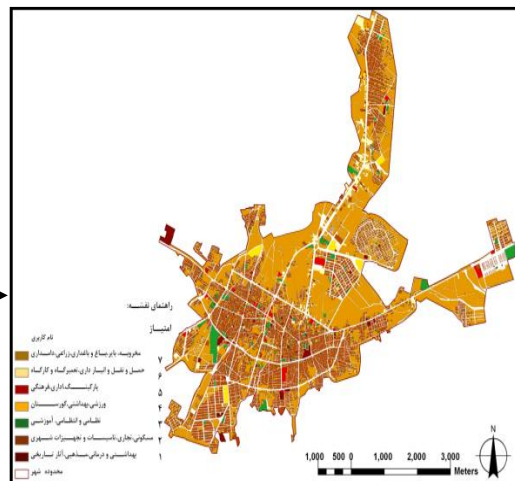 راهنمای نقشه:
امتیاز
نام کاربری
مخروبه، بایر،باغ و باغداری،زراعی،دامداری ۷
حمل و نقل و انبار داری،تعمیرگاه و کارگاه ۶
پارکینگ،اداری،فرهنگی ۵
ورزشی،بهداشتی،گورستان ۴
نظامی و انتظامی، آموزشی ۳
مسکونی،تجاری،تاسیسات و تجهیزات شهری ۲
بهداشتی و درمانی،مذهبی،آثار تاریخی ۱
محدوده شهر
N
1,000 500 0 1,000 2,000 3,000
Meters